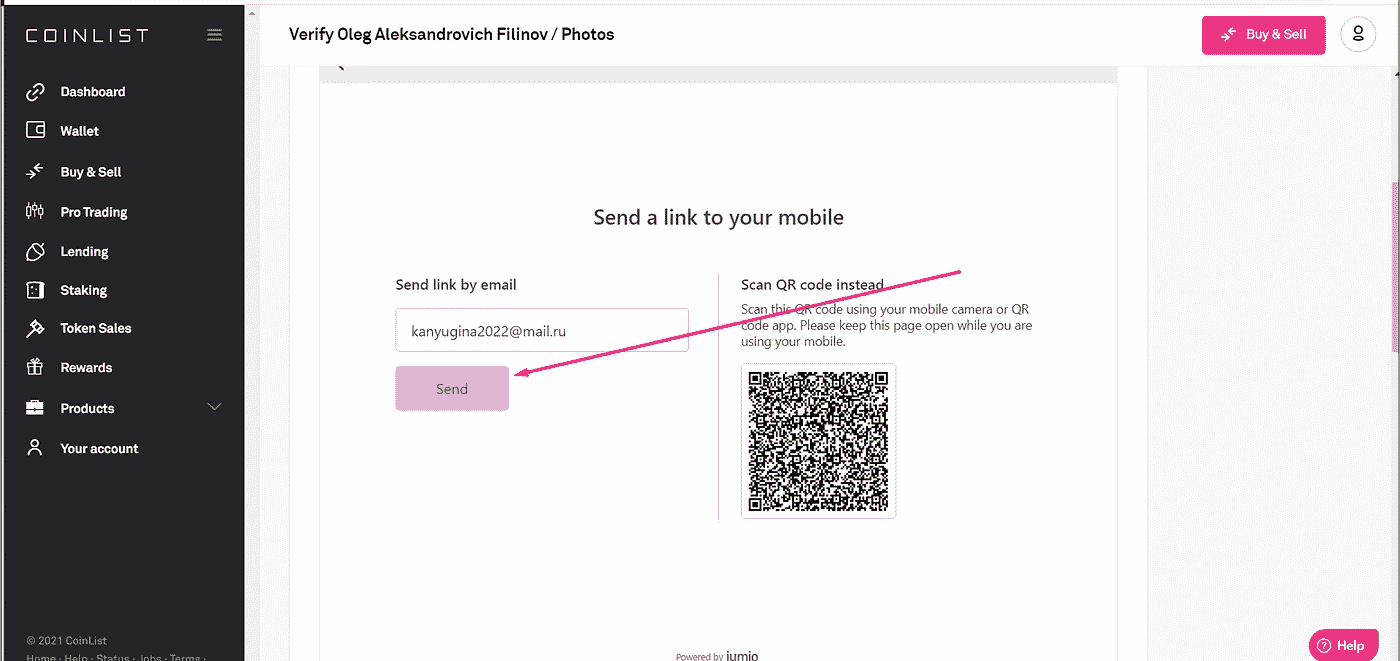 COINLIST
Dashboard
Wallet
Buy & Sell
Pro Trading
Lending
Staking
Token Sales
Rewards
Products
Your account
© 2021 CoinList
Home · Help · Status · Jobs · Terms ·
Verify Oleg Aleksandrovich Filinov / Photos
Buy & Sell
Send a link to your mobile
Send link by email
kanyugina2022@mail.ru
Send
Scan QR code instead
Scan this QR code using your mobile camera or QR
code app. Please keep this page open while you are
using your mobile.
Powered by jumio
Help